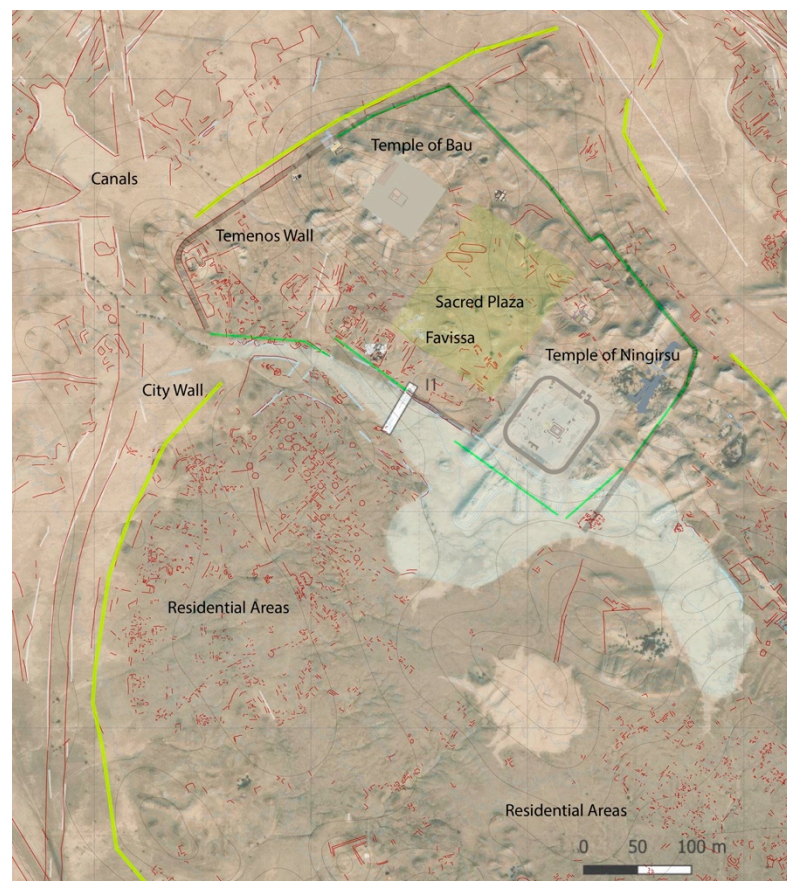 Temple of Bau
Canals
Temenos Wall
Sacred Plaza
Favissa
Temple of Ningirsu
City Wall
Residential Areas
Residential Areas
0 50 100 m